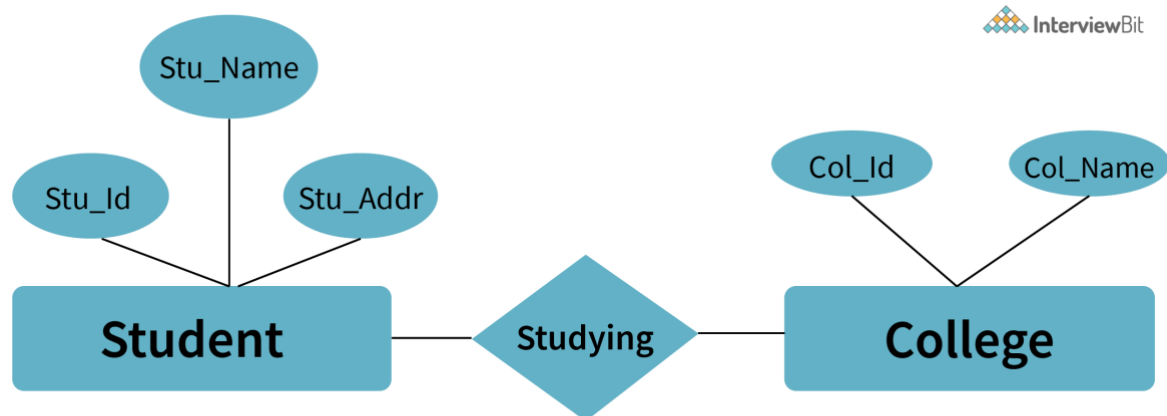 InterviewBit
Stu_Name
Stu_Id
Stu_Addr
Col_Id
Col_Name
Student
Studying
College